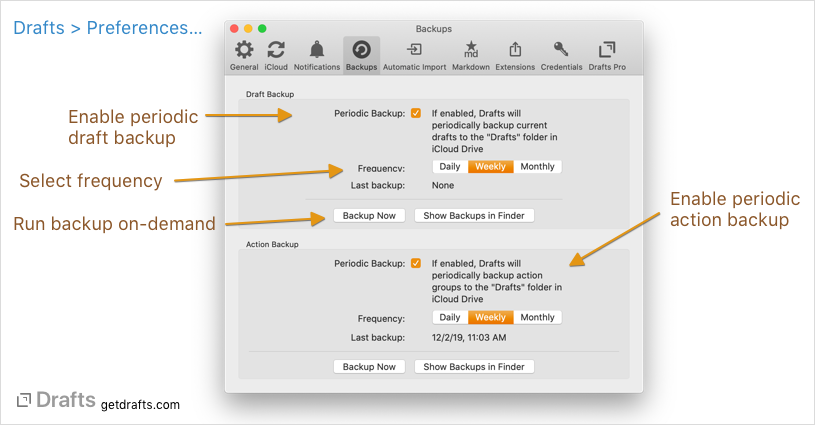 Drafts > Preferences...
Backups
General iCloud Notifications Backups Automatic Import Markdown Extensions Credentials Drafts Pro
md
Draft Backup
Enable periodic
draft backup
Periodic Backup: If enabled, Drafts will
periodically backup current
drafts to the "Drafts" folder in
iCloud Drive
Select frequency
Frequency: Daily Weekly Monthly
Last backup: None
Run backup on-demand
Backup Now Show Backups in Finder
Enable periodic
action backup
Action Backup
Periodic Backup: If enabled, Drafts will
periodically backup action
groups to the "Drafts" folder in
iCloud Drive
Frequency: Daily Weekly Monthly
Last backup: 12/2/19, 11:03 AM
Backup Now Show Backups in Finder
Drafts getdrafts.com